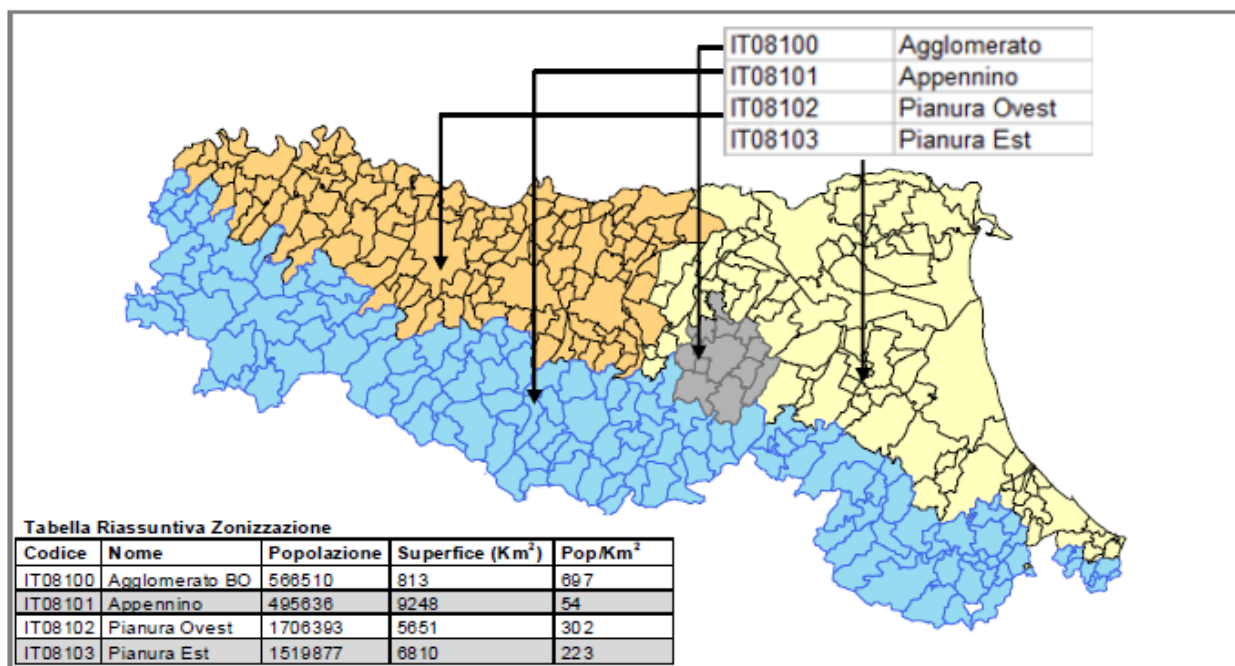 IT08100 Agglomerato
IT08101 Appennino
IT08102 Pianura Ovest
IT08103 Pianura Est
Tabella Riassuntiva Zonizzazione
Codice Nome Popolazione Superfice (Km²) Pop/Km²
IT08100 Agglomerato BO 566510 813 697
IT08101 Appennino 495636 9248 54
IT08102 Pianura Ovest 1706393 5651 302
IT08103 Pianura Est 1519877 6810 223